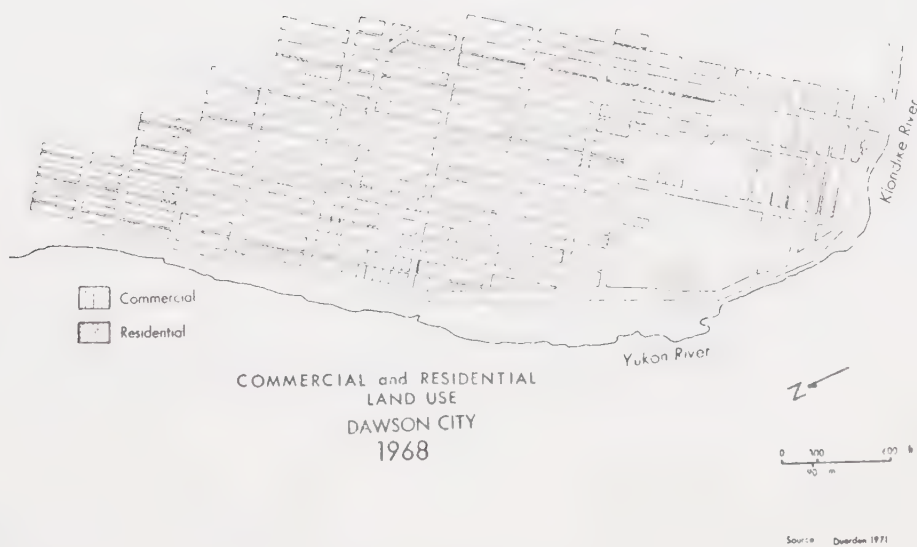 Klondike River
Commercial
Residential
Yukon River
COMMERCIAL and RESIDENTIAL
LAND USE
DAWSON CITY
1968
Z
0 300
90 m
Source Duerden 1971